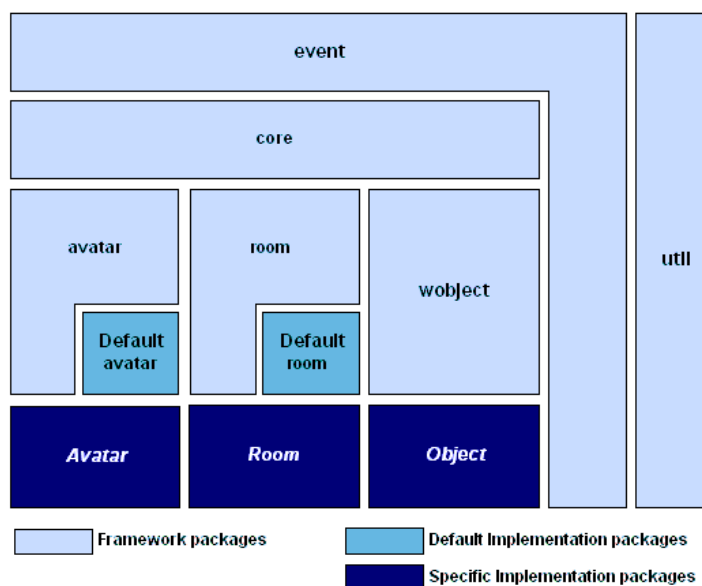 event
core
util
avatar
room
wobject
Default
avatar
Default
room
Avatar
Room
Object
Framework packages
Default Implementation packages
Specific Implementation packages